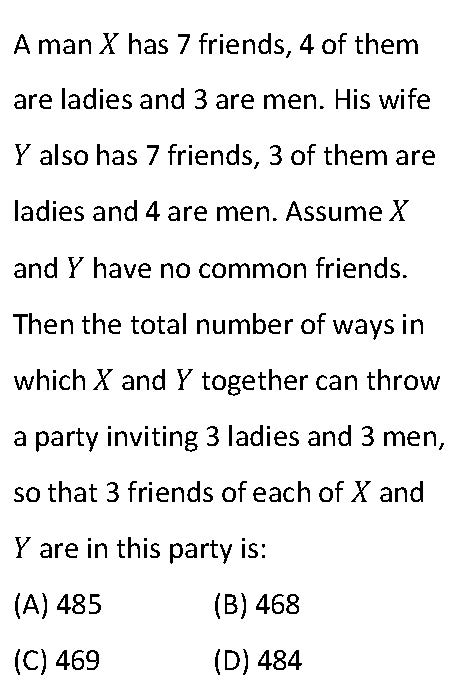 A man X has 7 friends, 4 of them
are ladies and 3 are men. His wife
Y also has 7 friends, 3 of them are
ladies and 4 are men. Assume X
and Y have no common friends.
Then the total number of ways in
which X and Y together can throw
a party inviting 3 ladies and 3 men,
so that 3 friends of each of X and
Y are in this party is:
(A) 485 (B) 468
(C) 469 (D) 484